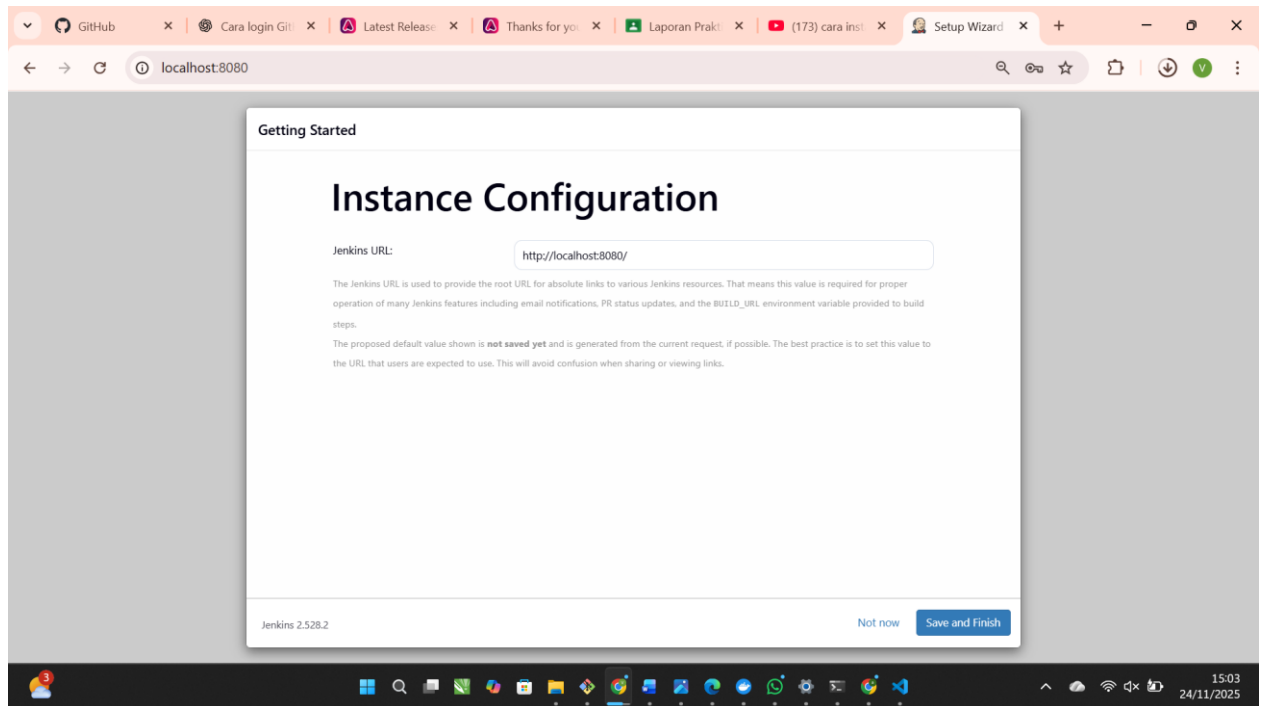 GitHub
Cara login Git
Latest Release
Thanks for you
Laporan Prakt
(173) cara inst
Setup Wizard
localhost:8080
V
Getting Started
Instance Configuration
Jenkins URL:
http://localhost:8080/
The Jenkins URL is used to provide the root URL for absolute links to various Jenkins resources. That means this value is required for proper
operation of many Jenkins features including email notifications, PR status updates, and the BUILD_URL environment variable provided to build
steps.
The proposed default value shown is not saved yet and is generated from the current request, if possible. The best practice is to set this value to
the URL that users are expected to use. This will avoid confusion when sharing or viewing links.
Jenkins 2.528.2
Not now
Save and Finish
3
15:03
24/11/2025